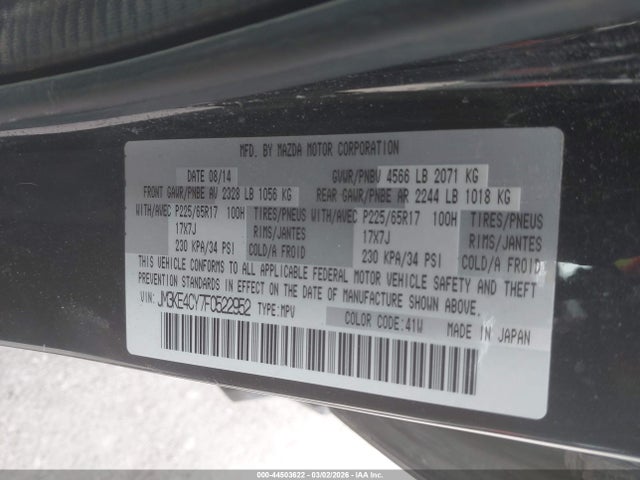 MFD. BY MAZDA MOTOR CORPORATION
DATE 08/14 GVWR/PNBV 4566 LB 2071 KG
FRONT GAWR/PNBE AV 2328 LB 1056 KG REAR GAWR/PNBE AR 2244 LB 1018 KG
WITH/AVEC P225/65R17 100H TIRES/PNEUS WITH/AVEC P225/65R17 100H TIRES/PNEUS
17X7J RIMS/JANTES 17X7J RIMS/JANTES
230 KPA/34 PSI COLD/A FROID 230 KPA/34 PSI COLD/A FROID
THIS VEHICLE CONFORMS TO ALL APPLICABLE FEDERAL MOTOR VEHICLE SAFETY AND THEFT
PREVENTION STANDARDS IN EFFECT ON THE DATE OF MANUFACTURE SHOWN ABOVE.
VIN: JM3KE4CY7F0522952 TYPE: MPV COLOR CODE: 41W MADE IN JAPAN
000-44503622 - 03/02/2026 - IAAI.COM